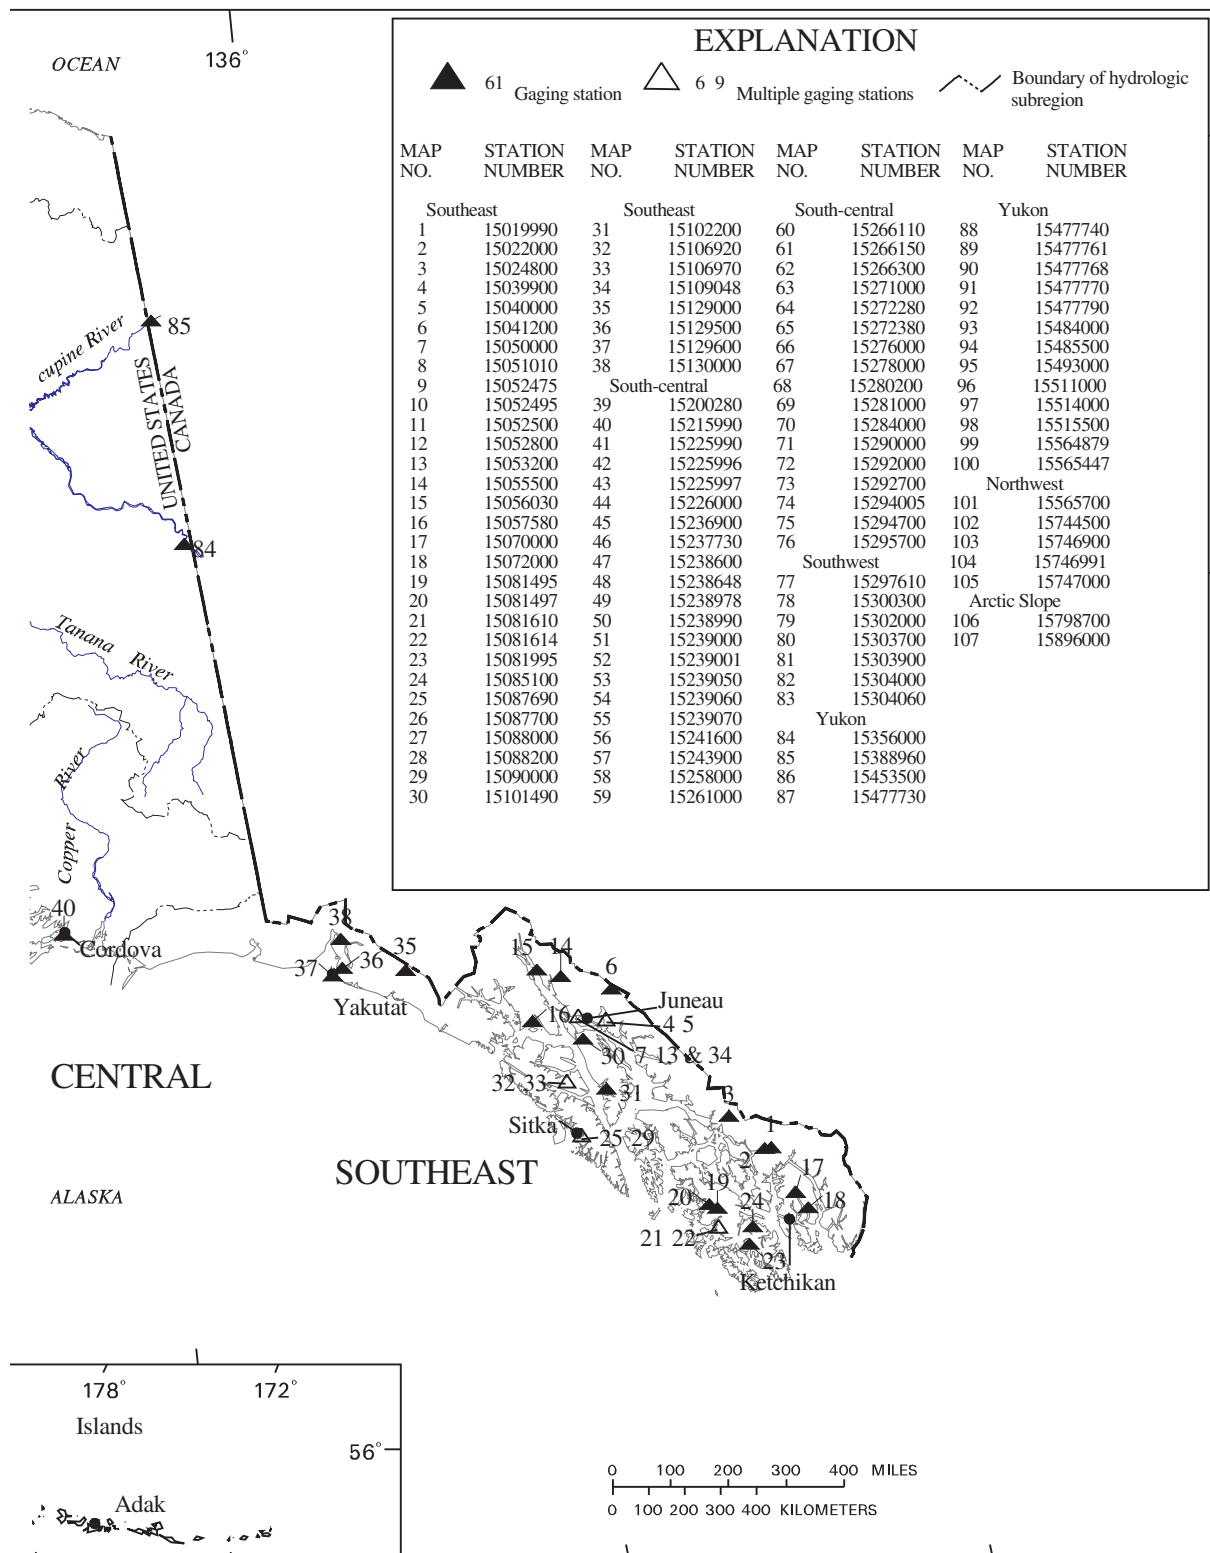 136°
OCEAN
EXPLANATION
61 Gaging station
6 9 Multiple gaging stations
Boundary of hydrologic
subregion
MAP STATION MAP STATION MAP STATION MAP STATION
NO. NUMBER NO. NUMBER NO. NUMBER NO. NUMBER
Southeast Southeast South-central Yukon
1 15019990 31 15102200 60 15266110 88 15477740
2 15022000 32 15106920 61 15266150 89 15477761
3 15024800 33 15106970 62 15266300 90 15477768
4 15039900 34 15109048 63 15271000 91 15477770
5 15040000 35 15129000 64 15272280 92 15477790
6 15041200 36 15129500 65 15272380 93 15484000
7 15050000 37 15129600 66 15276000 94 15485500
8 15051010 38 15130000 67 15278000 95 15493000
9 15052475 South-central 68 15280200 96 15511000
10 15052495 39 15200280 69 15281000 97 15514000
11 15052500 40 15215990 70 15284000 98 15515500
12 15052800 41 15225990 71 15290000 99 15564879
13 15053200 42 15225996 72 15292000 100 15565447
14 15055500 43 15225997 73 15292700 Northwest
15 15056030 44 15226000 74 15294005 101 15565700
16 15057580 45 15236900 75 15294700 102 15744500
17 15070000 46 15237730 76 15295700 103 15746900
18 15072000 47 15238600 Southwest 104 15746991
19 15081495 48 15238648 77 15297610 105 15747000
20 15081497 49 15238978 78 15300300 Arctic Slope
21 15081610 50 15238990 79 15302000 106 15798700
22 15081614 51 15239000 80 15303700 107 15896000
23 15081995 52 15239001 81 15303900
24 15085100 53 15239050 82 15304000
25 15087690 54 15239060 83 15304060
26 15087700 55 15239070 Yukon
27 15088000 56 15241600 84 15356000
28 15088200 57 15243900 85 15388960
29 15090000 58 15258000 86 15453500
30 15101490 59 15261000 87 15477730
85
cupine River
UNITED STATES
CANADA
84
Tanana River
Copper River
40
Cordova
38
35
37
36
Yakutat
15
14
6
Juneau
16
4 5
30
7 13 & 34
32 33
31
3
CENTRAL
Sitka
25 29
1
2
SOUTHEAST
17
ALASKA
20
19
24
18
21 22
23
Ketchikan
178°
172°
Islands
56°
Adak
0 100 200 300 400 MILES
0 100 200 300 400 KILOMETERS